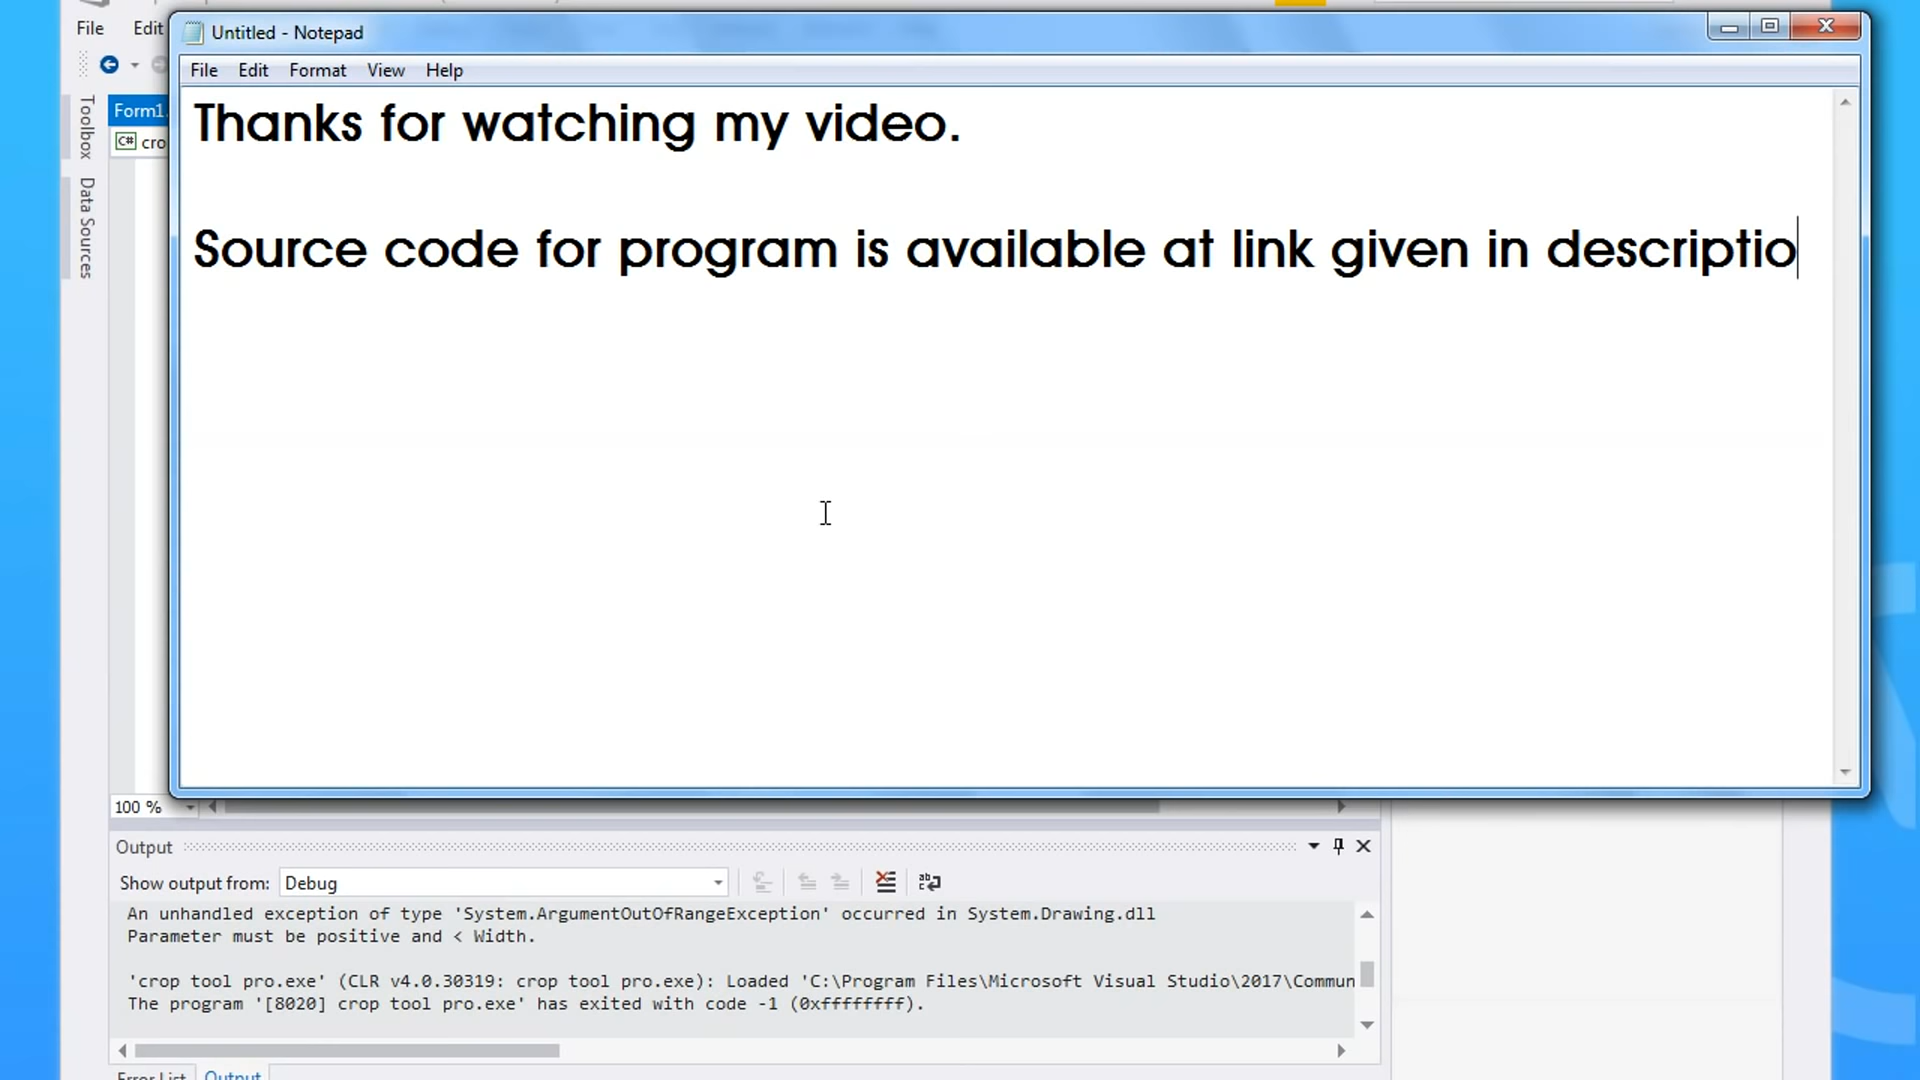 File Edit
Untitled - Notepad
File Edit Format View Help
Toolbox
Data Sources
Form1.
C# cro
Thanks for watching my video.
Source code for program is available at link given in descriptio
100 %
Output
Show output from: Debug
An unhandled exception of type 'System.ArgumentOutOfRangeException' occurred in System.Drawing.dll
Parameter must be positive and < Width.
'crop tool pro.exe' (CLR v4.0.30319: crop tool pro.exe): Loaded 'C:\Program Files\Microsoft Visual Studio\2017\Commun
The program '[8020] crop tool pro.exe' has exited with code -1 (0xffffffff).
Error List Output